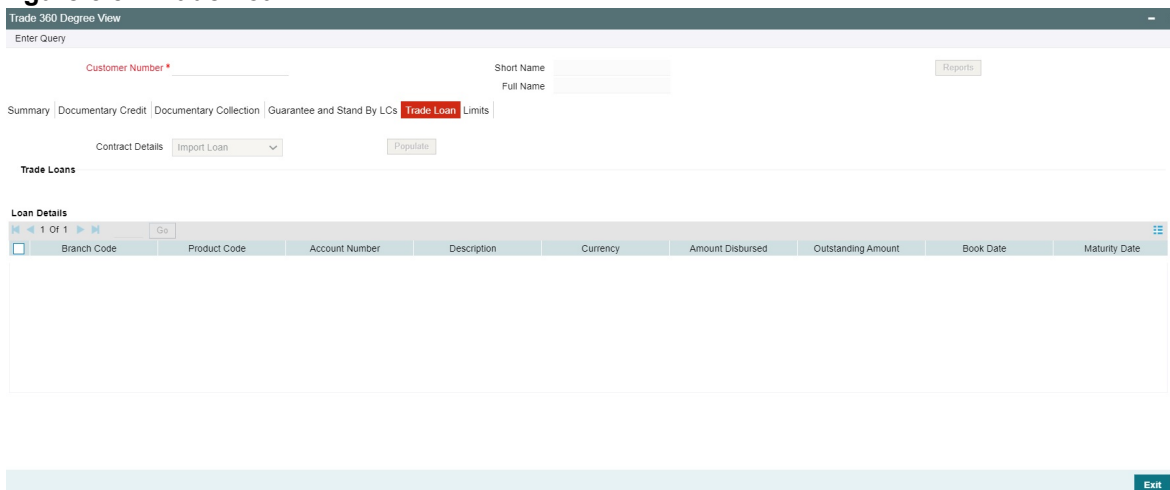 Trade 360 Degree View
Enter Query
Customer Number * Short Name Reports
Full Name
Summary Documentary Credit Documentary Collection Guarantee and Stand By LCs Trade Loan Limits
Contract Details Import Loan Populate
Trade Loans
Loan Details
1 Of 1 Go
Branch Code Product Code Account Number Description Currency Amount Disbursed Outstanding Amount Book Date Maturity Date
Exit